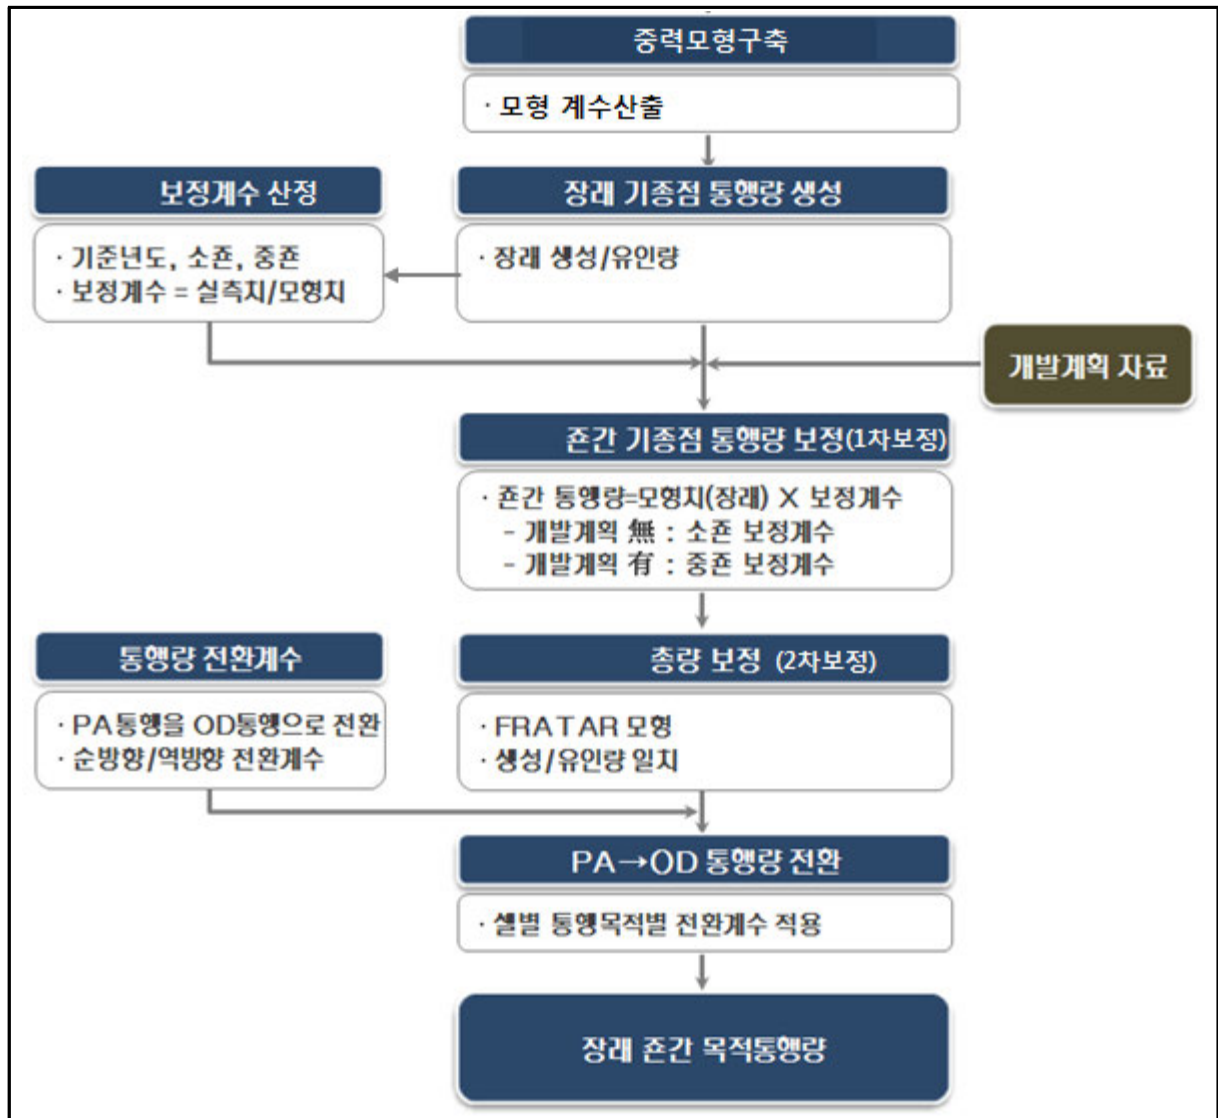 중력모형구축
· 모형 계수산출
보정계수 산정
· 기준년도, 소죤, 중죤
· 보정계수 = 실측치/모형치
장래 기종점 통행량 생성
· 장래 생성/유인량
개발계획 자료
죤간 기종점 통행량 보정(1차보정)
· 죤간 통행량=모형치(장래) X 보정계수
- 개발계획 無 : 소죤 보정계수
- 개발계획 有 : 중죤 보정계수
통행량 전환계수
· PA통행을 OD통행으로 전환
· 순방향/역방향 전환계수
총량 보정 (2차보정)
· FRATAR 모형
· 생성/유인량 일치
PA→OD 통행량 전환
· 셀별 통행목적별 전환계수 적용
장래 죤간 목적통행량